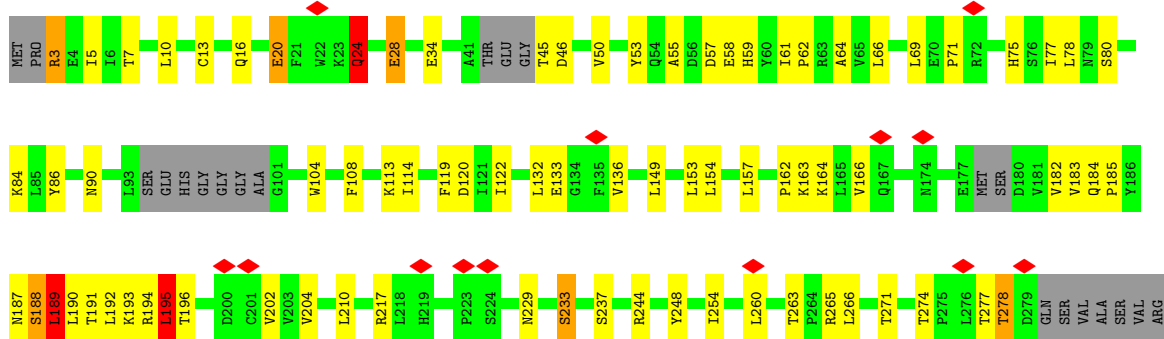 MET PRO R3 E4 I5 I6 T7 L10 C13 Q16 E20 F21 W22 K23 Q24 E28 E34 A41 THR GLU GLY T45 D46 V50 Y53 Q54 A55 D56 D57 E58 H59 Y60 I61 P62 R63 A64 V65 L66 L69 E70 P71 R72 H75 S76 I77 L78 N79 S80
K84 L85 Y86 N90 L93 SER GLU HIS GLY GLY GLY ALA G101 W104 F108 K113 I114 F119 D120 I121 I122 L132 E133 G134 F135 V136 L149 L153 L154 L157 P162 K163 K164 L165 V166 Q167 N174 E177 MET SER D180 V181 V182 V183 Q184 P185 Y186
N187 S188 L189 L190 T191 L192 K193 R194 L195 T196 D200 C201 V202 V203 V204 L210 R217 L218 H219 P223 S224 N229 S233 S237 R244 Y248 I254 L260 T263 P264 R265 L266 T271 T274 P275 L276 T277 T278 D279 GLN SER VAL ALA SER VAL ARG